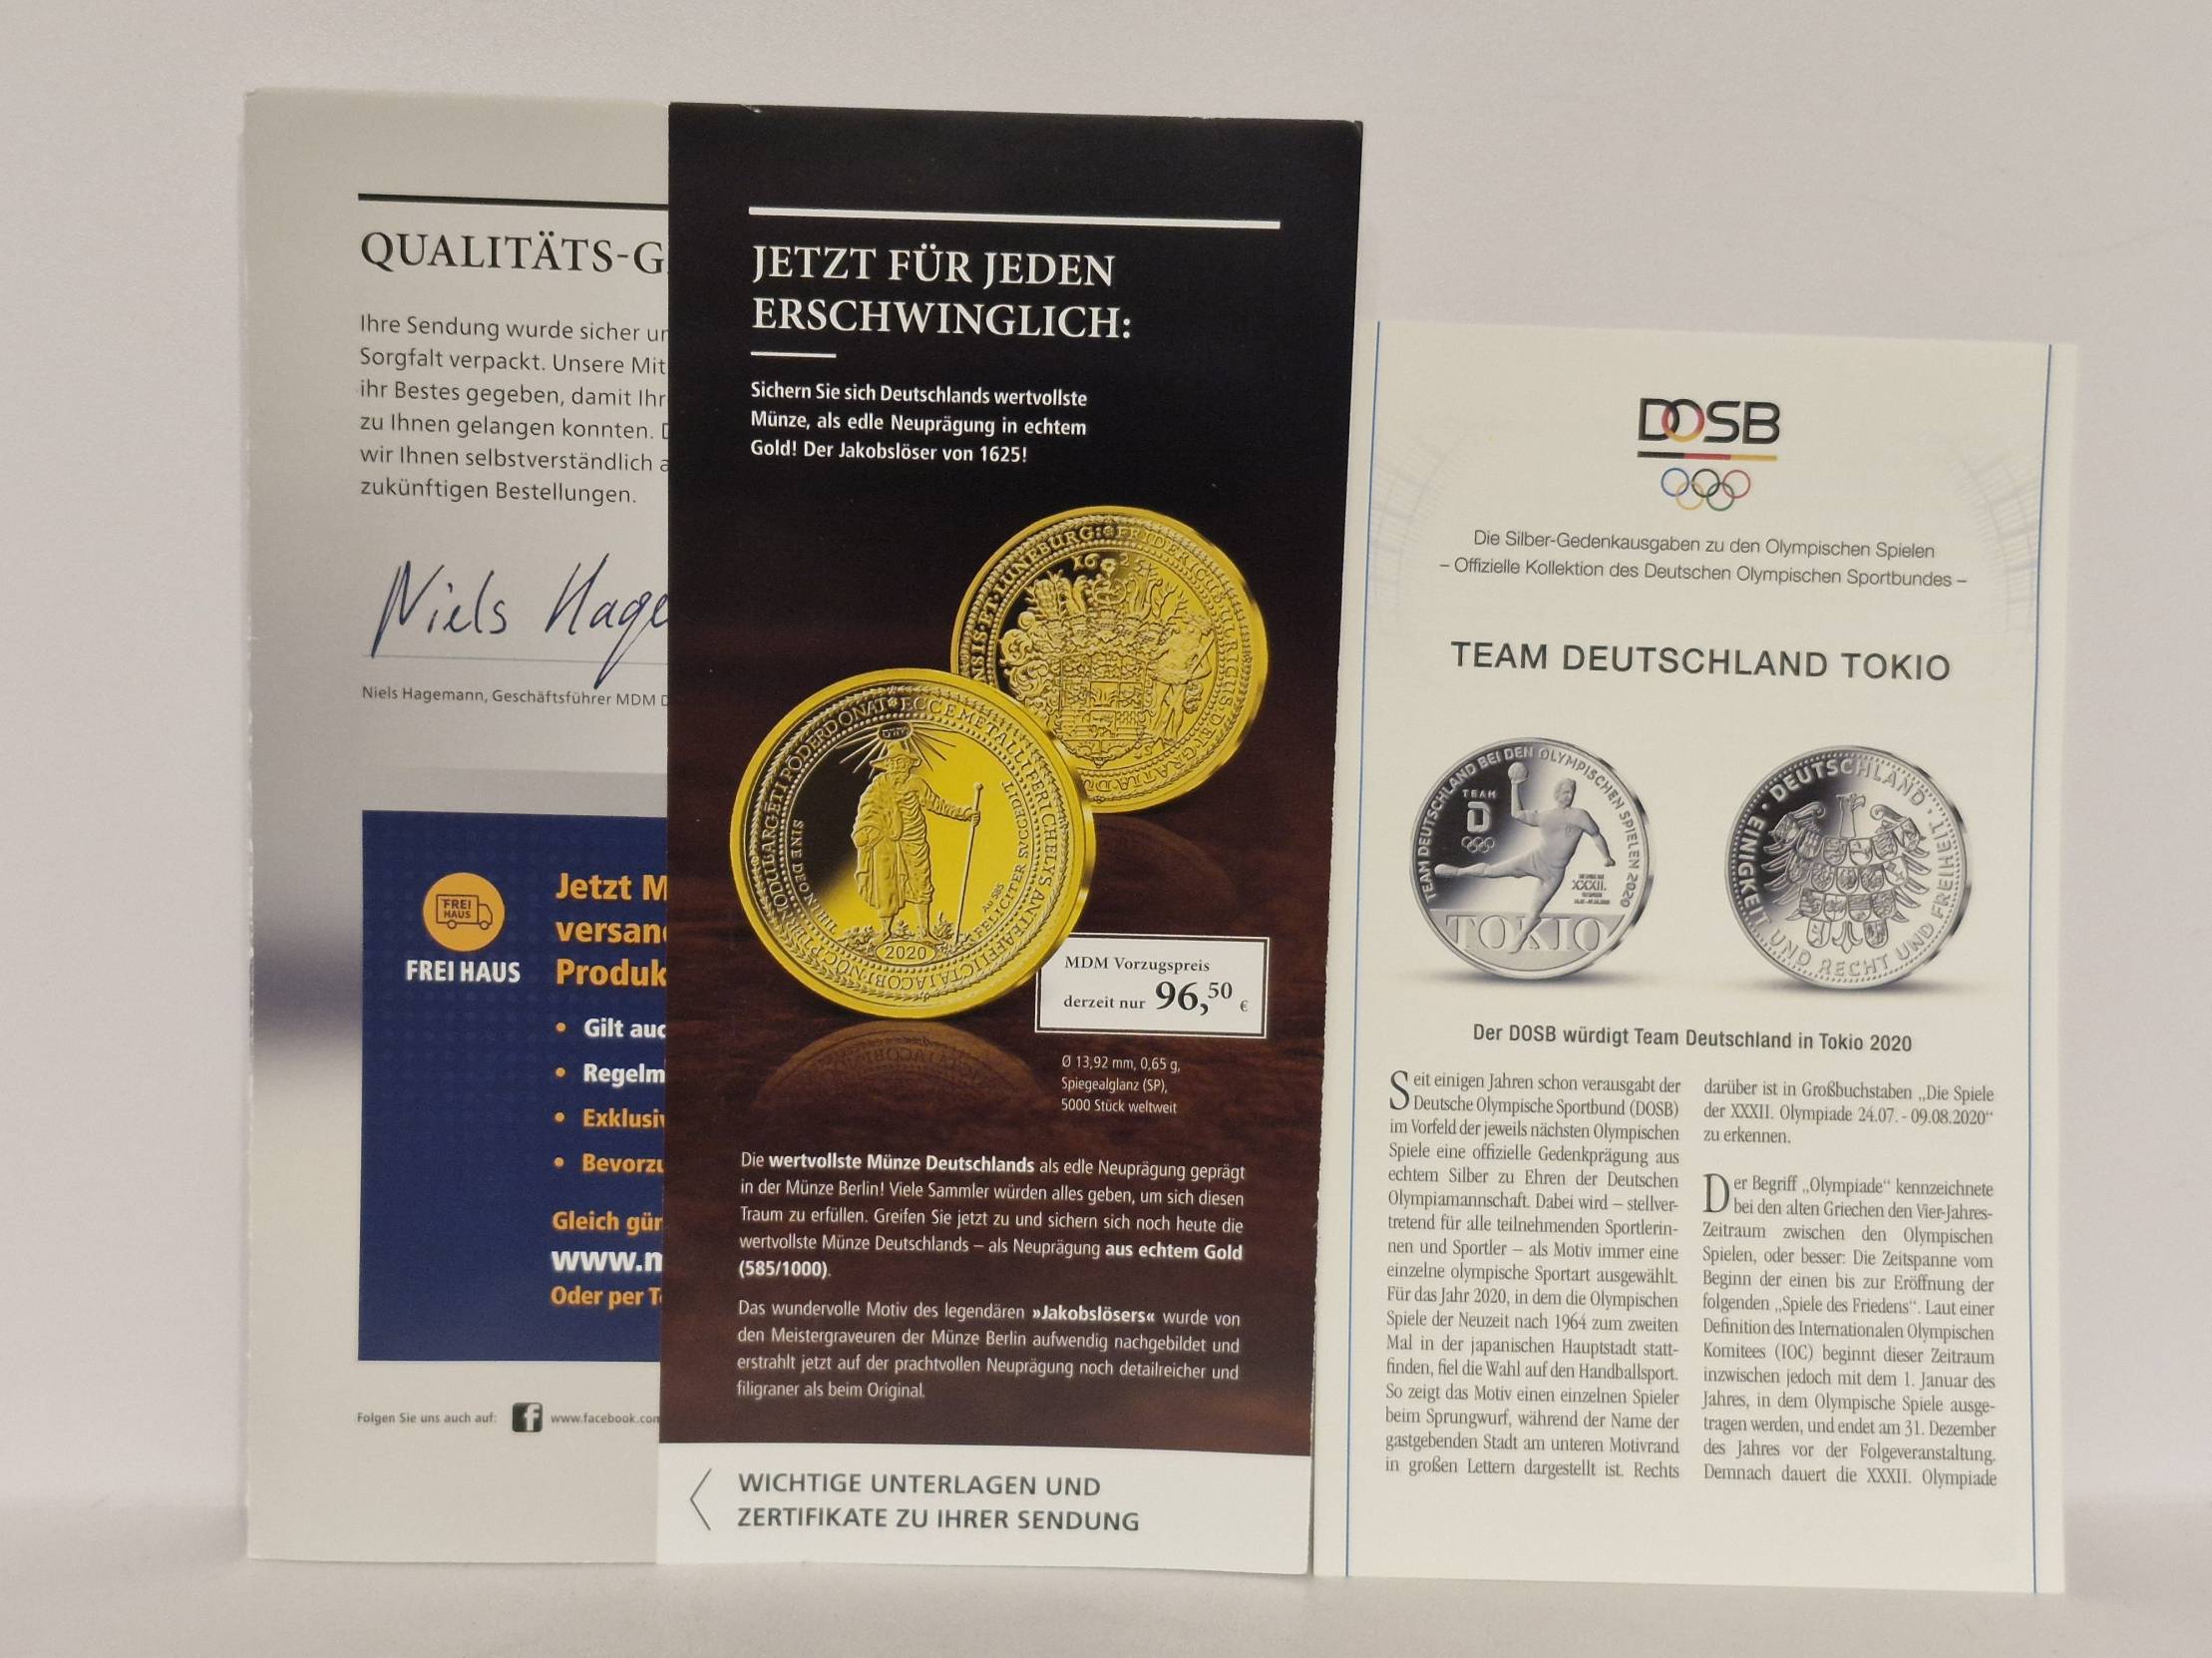 QUALITÄTS-G
Ihre Sendung wurde sicher
Sorgfalt verpackt. Unsere Mit
ihr Bestes gegeben, damit Ihr
zu Ihnen gelangen konnten.
wir Ihnen selbstverständlich a
zukünftigen Bestellungen.
Niels Hage
Niels Hagemann, Geschäftsführer MDM D
FREI
HAUS
FREI HAUS
Jetzt M
versan
Produk
• Gilt auc
• Regelm
• Exklusiv
• Bevorzu
Gleich gün
www.m
Oder per Te
Folgen Sie uns auch auf: f www.facebook.com
JETZT FÜR JEDEN
ERSCHWINGLICH:
Sichern Sie sich Deutschlands wertvollste
Münze, als edle Neuprägung in echtem
Gold! Der Jakobslöser von 1625!
1625
2020
Au 585
MDM Vorzugspreis
derzeit nur 96,50 €
Ø 13,92 mm, 0,65 g,
Spiegealglanz (SP),
5000 Stück weltweit
Die wertvollste Münze Deutschlands als edle Neuprägung geprägt
in der Münze Berlin! Viele Sammler würden alles geben, um sich diesen
Traum zu erfüllen. Greifen Sie jetzt zu und sichern sich noch heute die
wertvollste Münze Deutschlands – als Neuprägung aus echtem Gold
(585/1000).
Das wundervolle Motiv des legendären »Jakobslösers« wurde von
den Meistergraveuren der Münze Berlin aufwendig nachgebildet und
erstrahlt jetzt auf der prachtvollen Neuprägung noch detailreicher und
filigraner als beim Original.
WICHTIGE UNTERLAGEN UND
ZERTIFIKATE ZU IHRER SENDUNG
DOSB
Die Silber-Gedenkausgaben zu den Olympischen Spielen
– Offizielle Kollektion des Deutschen Olympischen Sportbundes –
TEAM DEUTSCHLAND TOKIO
TEAM DEUTSCHLAND BEI DEN OLYMPISCHEN SPIELEN 2020
TEAM
D
XXXII.
TOKIO
DEUTSCHLAND
EINIGKEIT UND RECHT UND FREIHEIT
Der DOSB würdigt Team Deutschland in Tokio 2020
Seit einigen Jahren schon verausgabt der
Deutsche Olympische Sportbund (DOSB)
im Vorfeld der jeweils nächsten Olympischen
Spiele eine offizielle Gedenkprägung aus
echtem Silber zu Ehren der Deutschen
Olympiamannschaft. Dabei wird – stellver-
tretend für alle teilnehmenden Sportlerin-
nen und Sportler – als Motiv immer eine
einzelne olympische Sportart ausgewählt.
Für das Jahr 2020, in dem die Olympischen
Spiele der Neuzeit nach 1964 zum zweiten
Mal in der japanischen Hauptstadt statt-
finden, fiel die Wahl auf den Handballsport.
So zeigt das Motiv einen einzelnen Spieler
beim Sprungwurf, während der Name der
gastgebenden Stadt am unteren Motivrand
in großen Lettern dargestellt ist. Rechts
darüber ist in Großbuchstaben „Die Spiele
der XXXII. Olympiade 24.07. - 09.08.2020“
zu erkennen.
Der Begriff „Olympiade“ kennzeichnete
bei den alten Griechen den Vier-Jahres-
Zeitraum zwischen den Olympischen
Spielen, oder besser: Die Zeitspanne vom
Beginn der einen bis zur Eröffnung der
folgenden „Spiele des Friedens“. Laut einer
Definition des Internationalen Olympischen
Komitees (IOC) beginnt dieser Zeitraum
inzwischen jedoch mit dem 1. Januar des
Jahres, in dem Olympische Spiele ausge-
tragen werden, und endet am 31. Dezember
des Jahres vor der Folgeveranstaltung.
Demnach dauert die XXXII. Olympiade